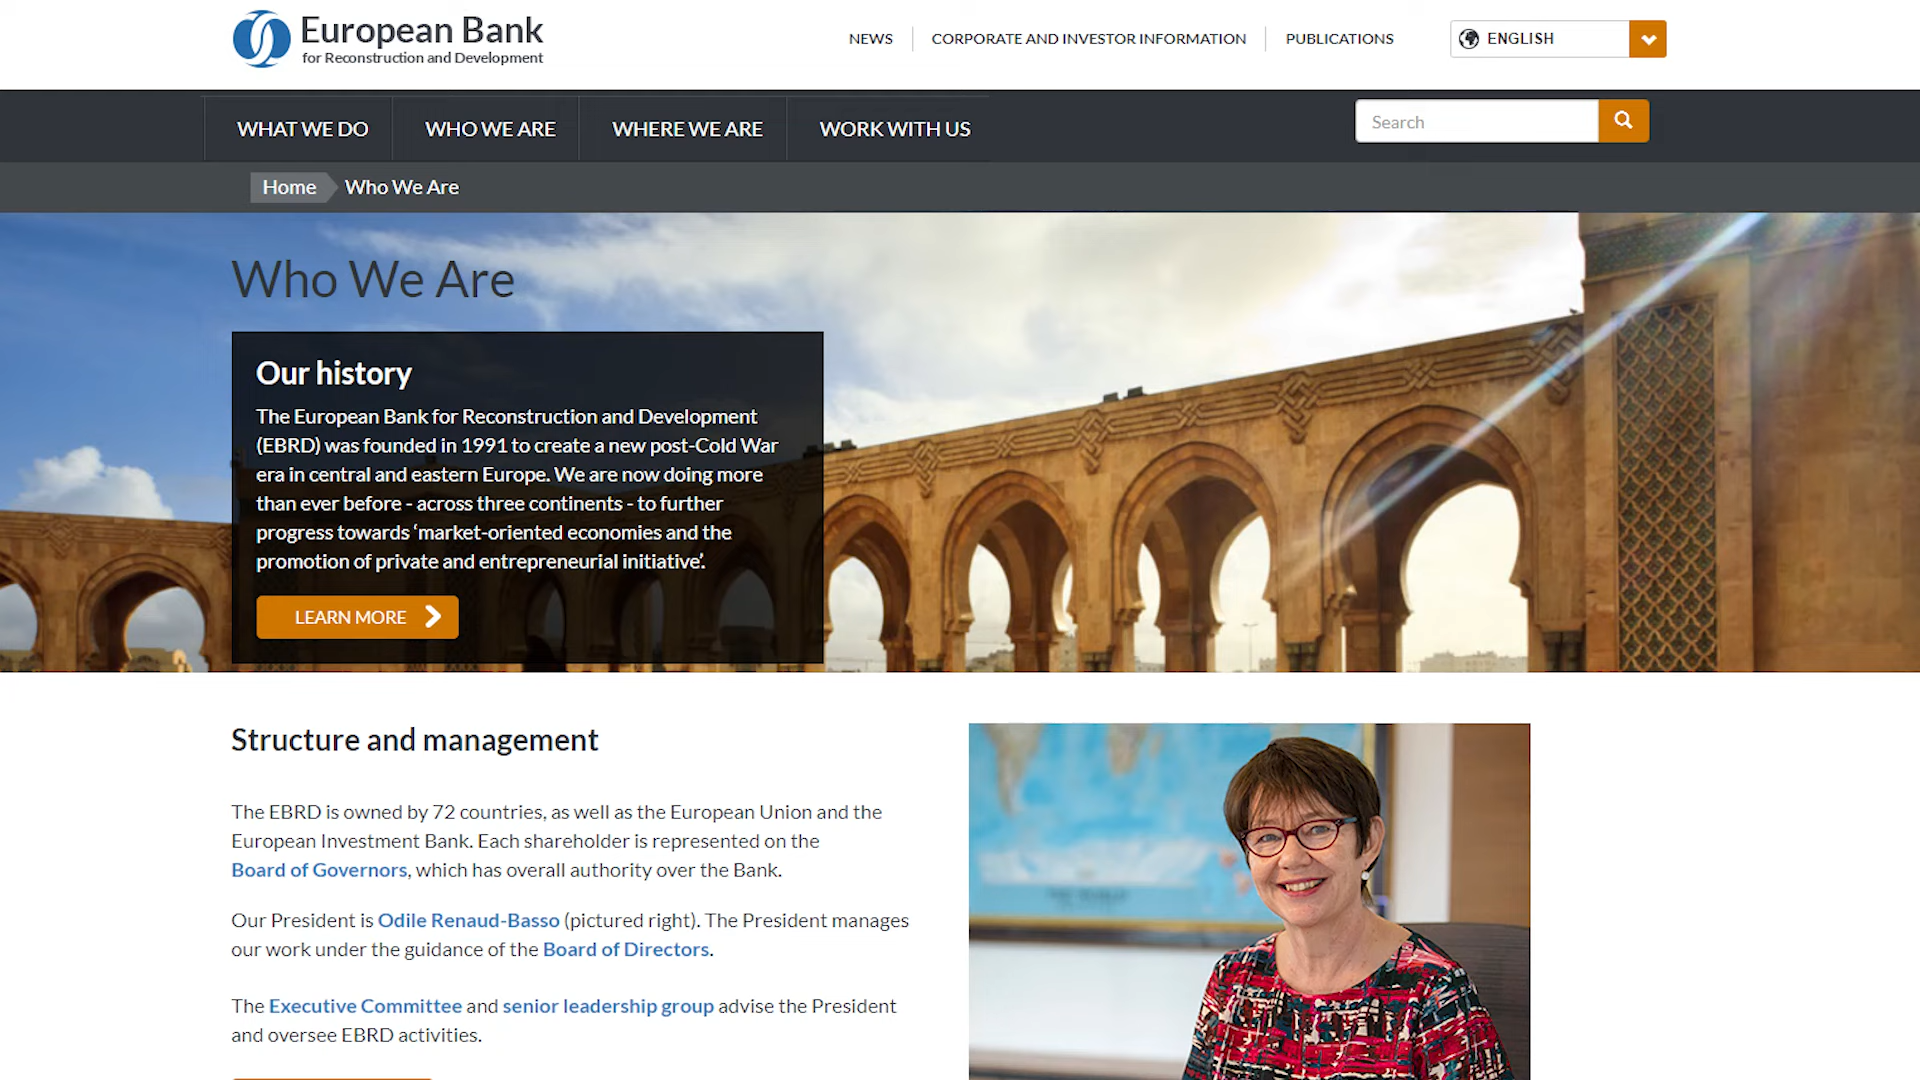 European Bank
for Reconstruction and Development
NEWS
CORPORATE AND INVESTOR INFORMATION
PUBLICATIONS
ENGLISH
WHAT WE DO
WHO WE ARE
WHERE WE ARE
WORK WITH US
Search
Home
Who We Are
Who We Are
Our history
The European Bank for Reconstruction and Development
(EBRD) was founded in 1991 to create a new post-Cold War
era in central and eastern Europe. We are now doing more
than ever before - across three continents - to further
progress towards ‘market-oriented economies and the
promotion of private and entrepreneurial initiative’.
LEARN MORE
Structure and management
The EBRD is owned by 72 countries, as well as the European Union and the
European Investment Bank. Each shareholder is represented on the
Board of Governors, which has overall authority over the Bank.
Our President is Odile Renaud-Basso (pictured right). The President manages
our work under the guidance of the Board of Directors.
The Executive Committee and senior leadership group advise the President
and oversee EBRD activities.